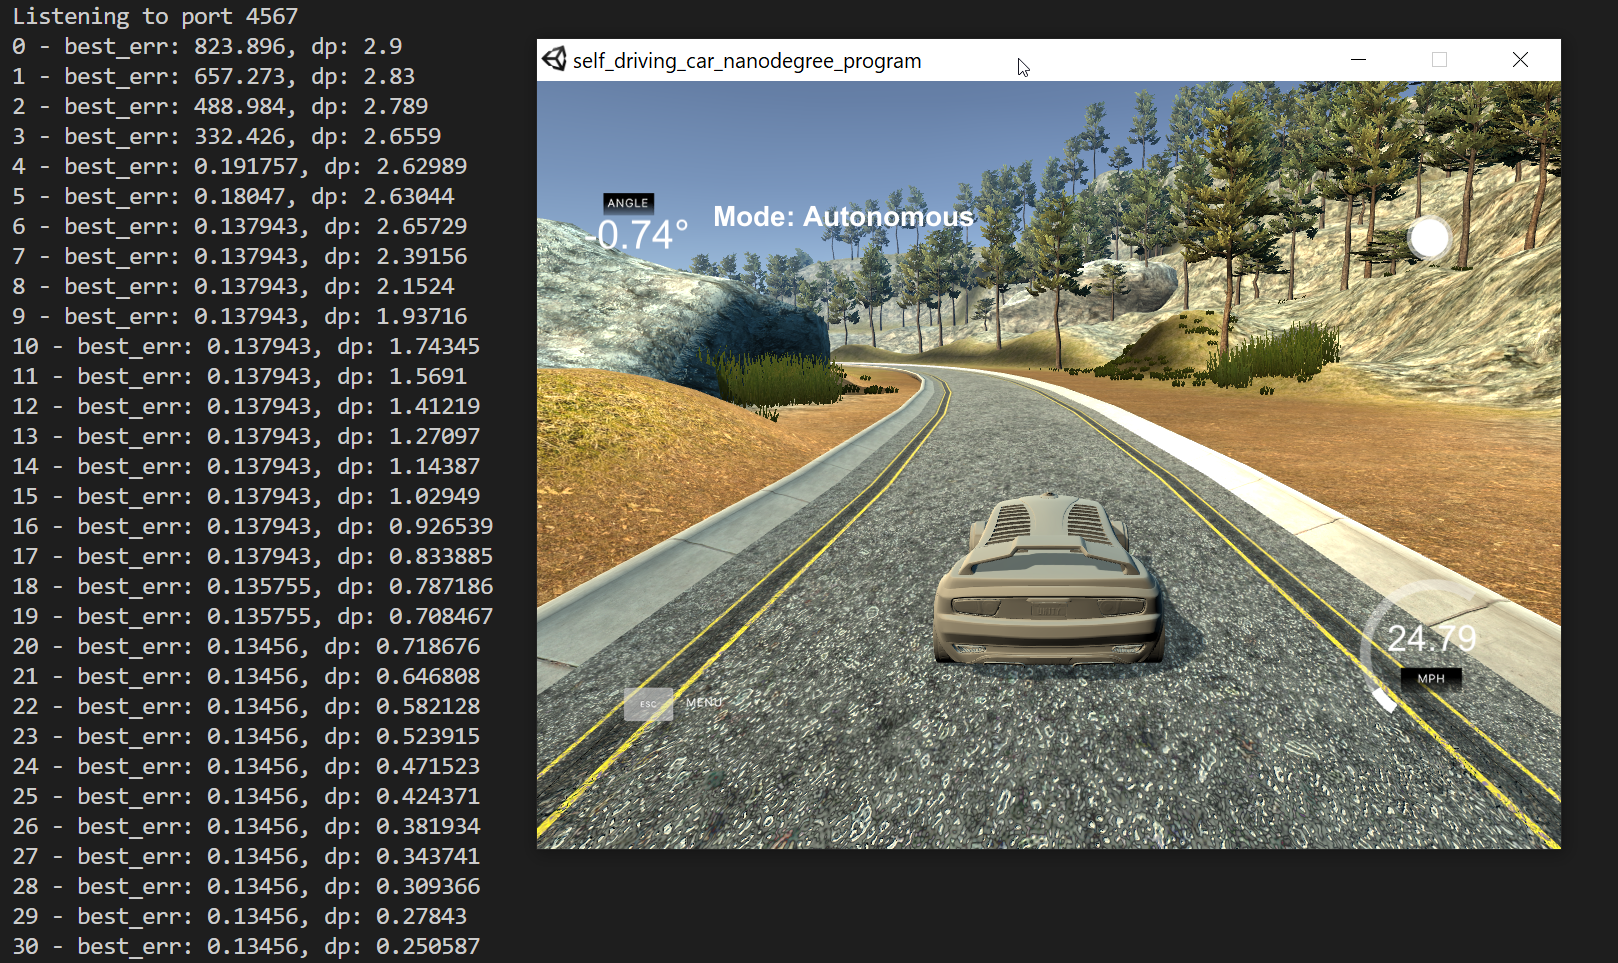 Listening to port 4567
0 - best_err: 823.896, dp: 2.9
1 - best_err: 657.273, dp: 2.83
2 - best_err: 488.984, dp: 2.789
3 - best_err: 332.426, dp: 2.6559
4 - best_err: 0.191757, dp: 2.62989
5 - best_err: 0.18047, dp: 2.63044
6 - best_err: 0.137943, dp: 2.65729
7 - best_err: 0.137943, dp: 2.39156
8 - best_err: 0.137943, dp: 2.1524
9 - best_err: 0.137943, dp: 1.93716
10 - best_err: 0.137943, dp: 1.74345
11 - best_err: 0.137943, dp: 1.5691
12 - best_err: 0.137943, dp: 1.41219
13 - best_err: 0.137943, dp: 1.27097
14 - best_err: 0.137943, dp: 1.14387
15 - best_err: 0.137943, dp: 1.02949
16 - best_err: 0.137943, dp: 0.926539
17 - best_err: 0.137943, dp: 0.833885
18 - best_err: 0.135755, dp: 0.787186
19 - best_err: 0.135755, dp: 0.708467
20 - best_err: 0.13456, dp: 0.718676
21 - best_err: 0.13456, dp: 0.646808
22 - best_err: 0.13456, dp: 0.582128
23 - best_err: 0.13456, dp: 0.523915
24 - best_err: 0.13456, dp: 0.471523
25 - best_err: 0.13456, dp: 0.424371
26 - best_err: 0.13456, dp: 0.381934
27 - best_err: 0.13456, dp: 0.343741
28 - best_err: 0.13456, dp: 0.309366
29 - best_err: 0.13456, dp: 0.27843
30 - best_err: 0.13456, dp: 0.250587
self_driving_car_nanodegree_program
ANGLE
-0.74°
Mode: Autonomous
24.79
MPH
ESC MENU